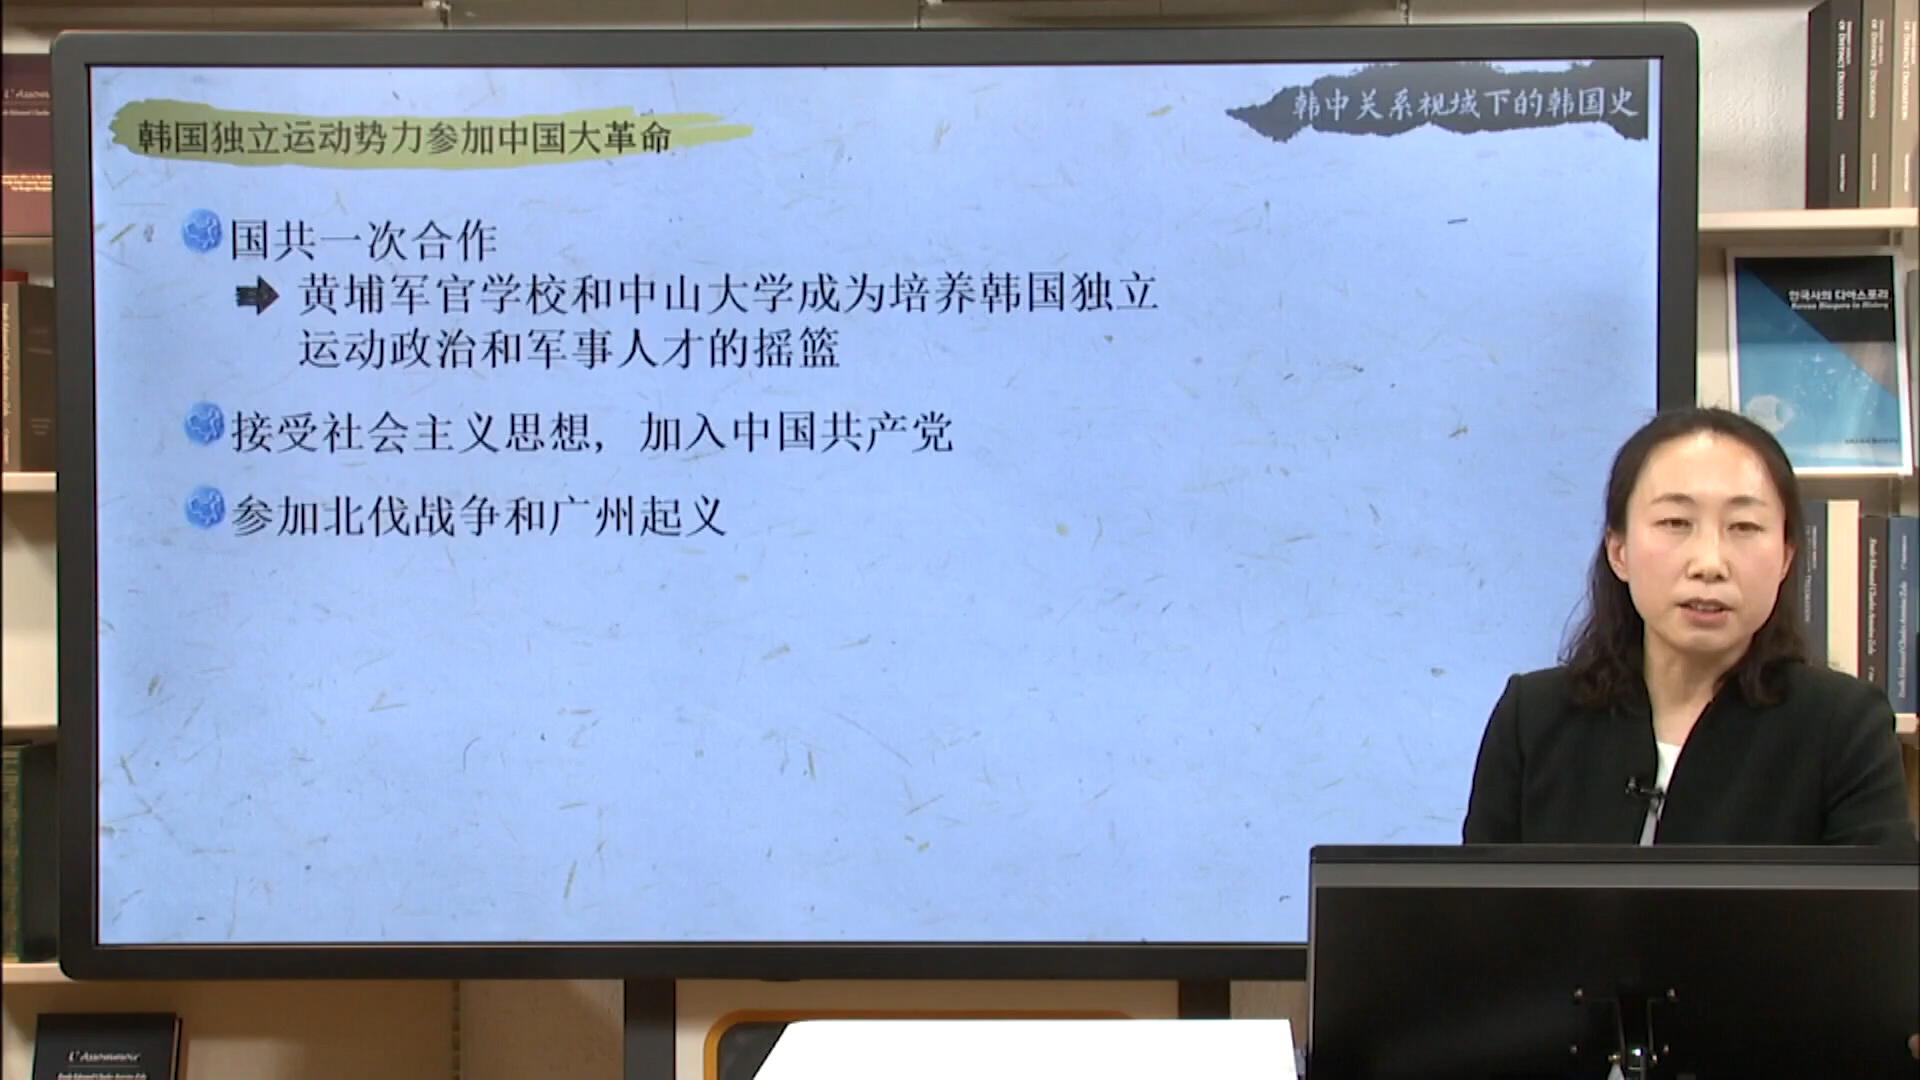 韩中关系视域下的韩国史
韩国独立运动势力参加中国大革命
国共一次合作
黄埔军官学校和中山大学成为培养韩国独立
运动政治和军事人才的摇篮
接受社会主义思想，加入中国共产党
参加北伐战争和广州起义
한국사의 디아스포라
Korean Diaspora in History
L'Assommoir